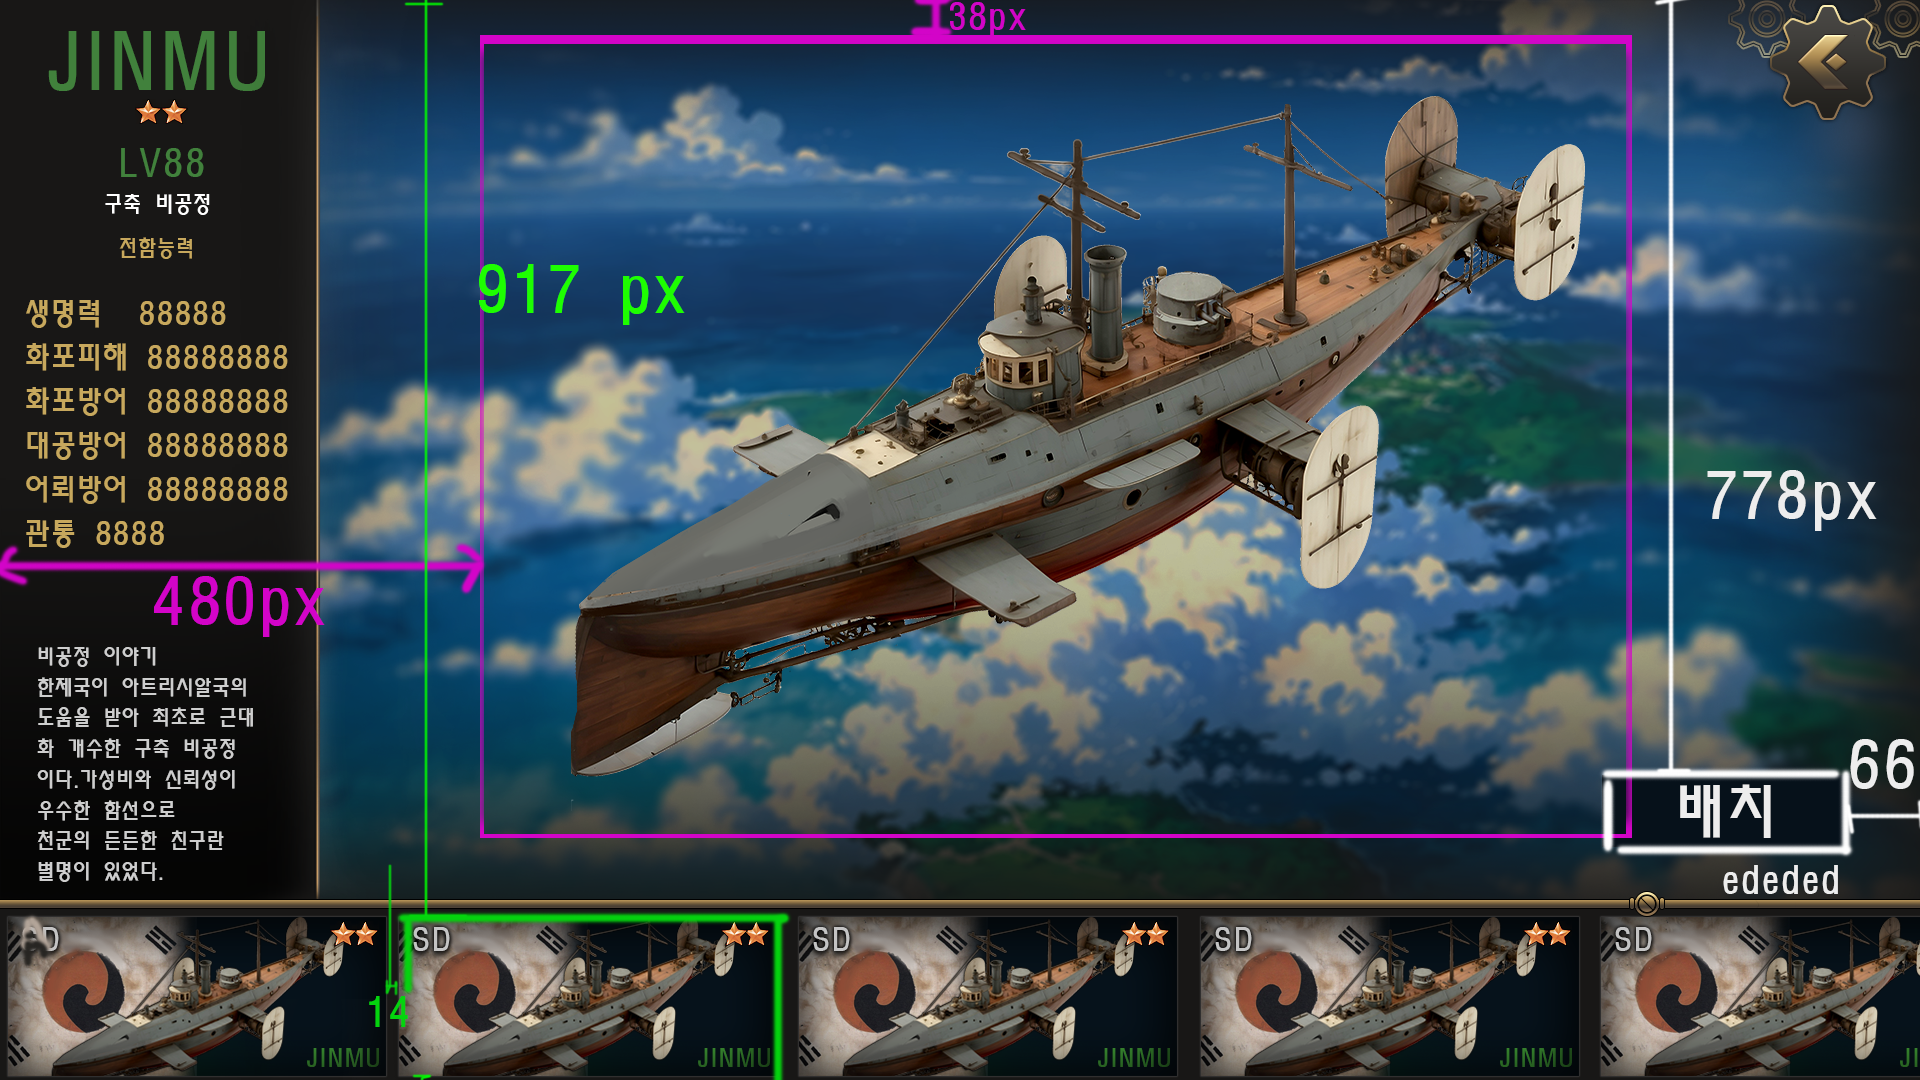 JINMU
LV88
구축 비공정
전함능력
생명력 88888
화포피해 88888888
화포방어 88888888
대공방어 88888888
어뢰방어 88888888
관통 8888
480px
비공정 이야기
한제국이 아트리시알국의
도움을 받아 최초로 근대
화 개수한 구축 비공정
이다.가성비와 신뢰성이
우수한 함선으로
천군의 든든한 친구란
별명이 있었다.
38px
917 px
778px
66
배치
ededed
14
D
JINMU
SD
JINMU
SD
JINMU
SD
JINMU
SD
JI